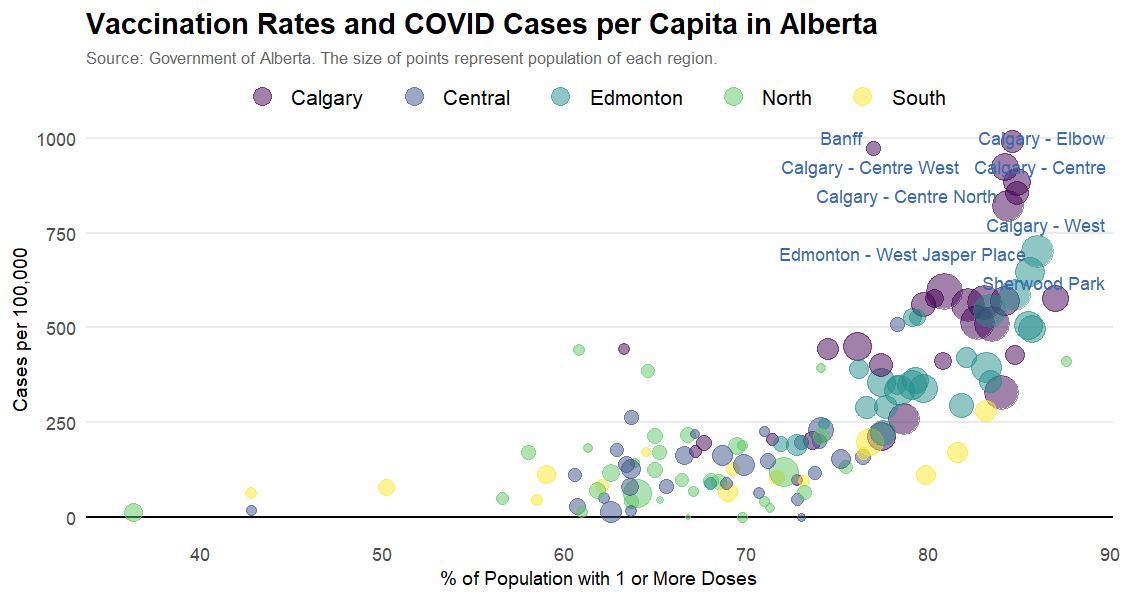 Vaccination Rates and COVID Cases per Capita in Alberta
Source: Government of Alberta. The size of points represent population of each region.
Calgary Central Edmonton North South
1000
Banff Calgary - Elbow
Calgary - Centre West Calgary - Centre
Calgary - Centre North
Calgary - West
750
Edmonton - West Jasper Place
Sherwood Park
500
250
0
Cases per 100,000
40 50 60 70 80 90
% of Population with 1 or More Doses